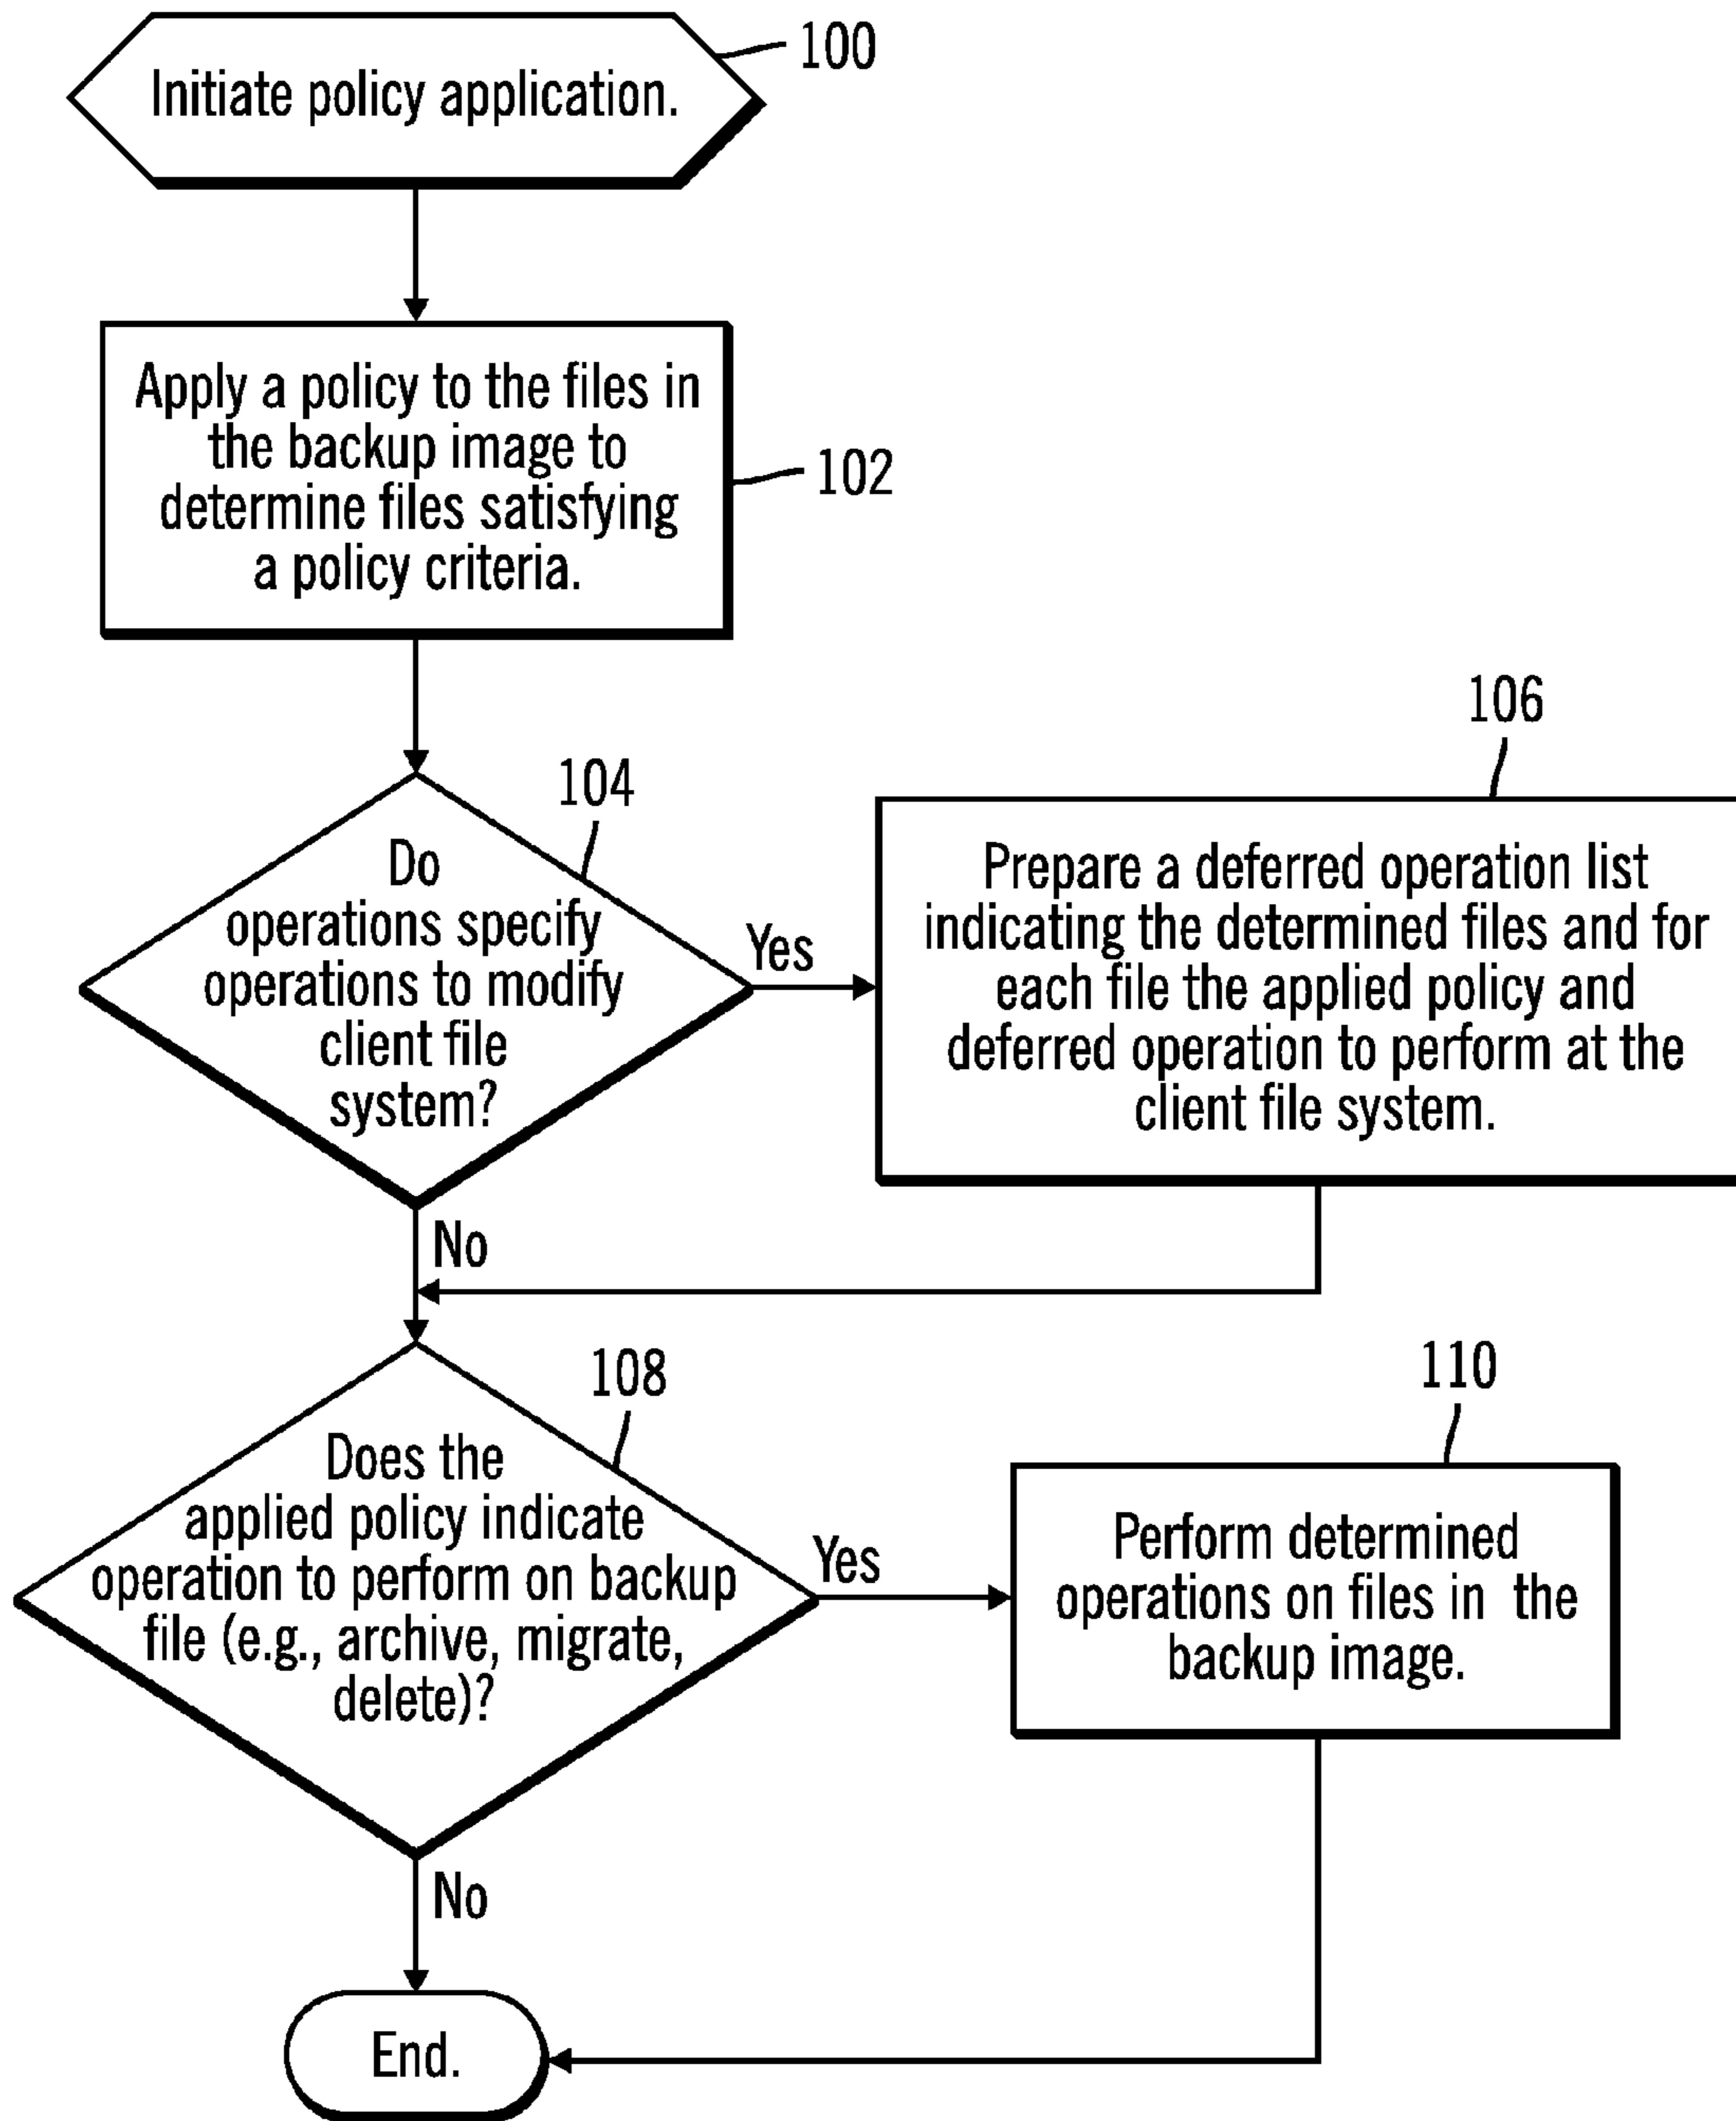 100
Initiate policy application.
Apply a policy to the files in
the backup image to
determine files satisfying
a policy criteria.
102
104
Do
operations specify
operations to modify
client file
system?
Yes
No
106
Prepare a deferred operation list
indicating the determined files and for
each file the applied policy and
deferred operation to perform at the
client file system.
108
Does the
applied policy indicate
operation to perform on backup
file (e.g., archive, migrate,
delete)?
Yes
No
110
Perform determined
operations on files in the
backup image.
End.